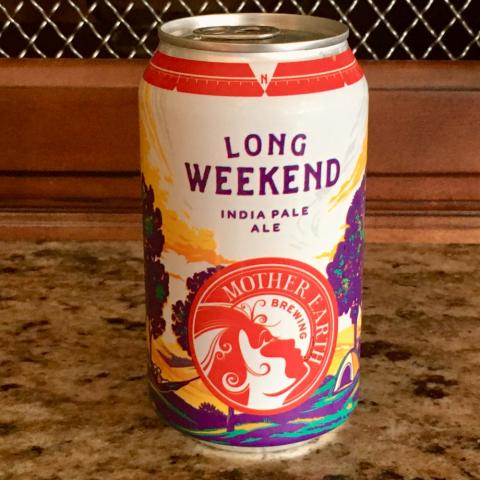 N
LONG
WEEKEND
INDIA PALE
ALE
MOTHER EARTH
BREWING